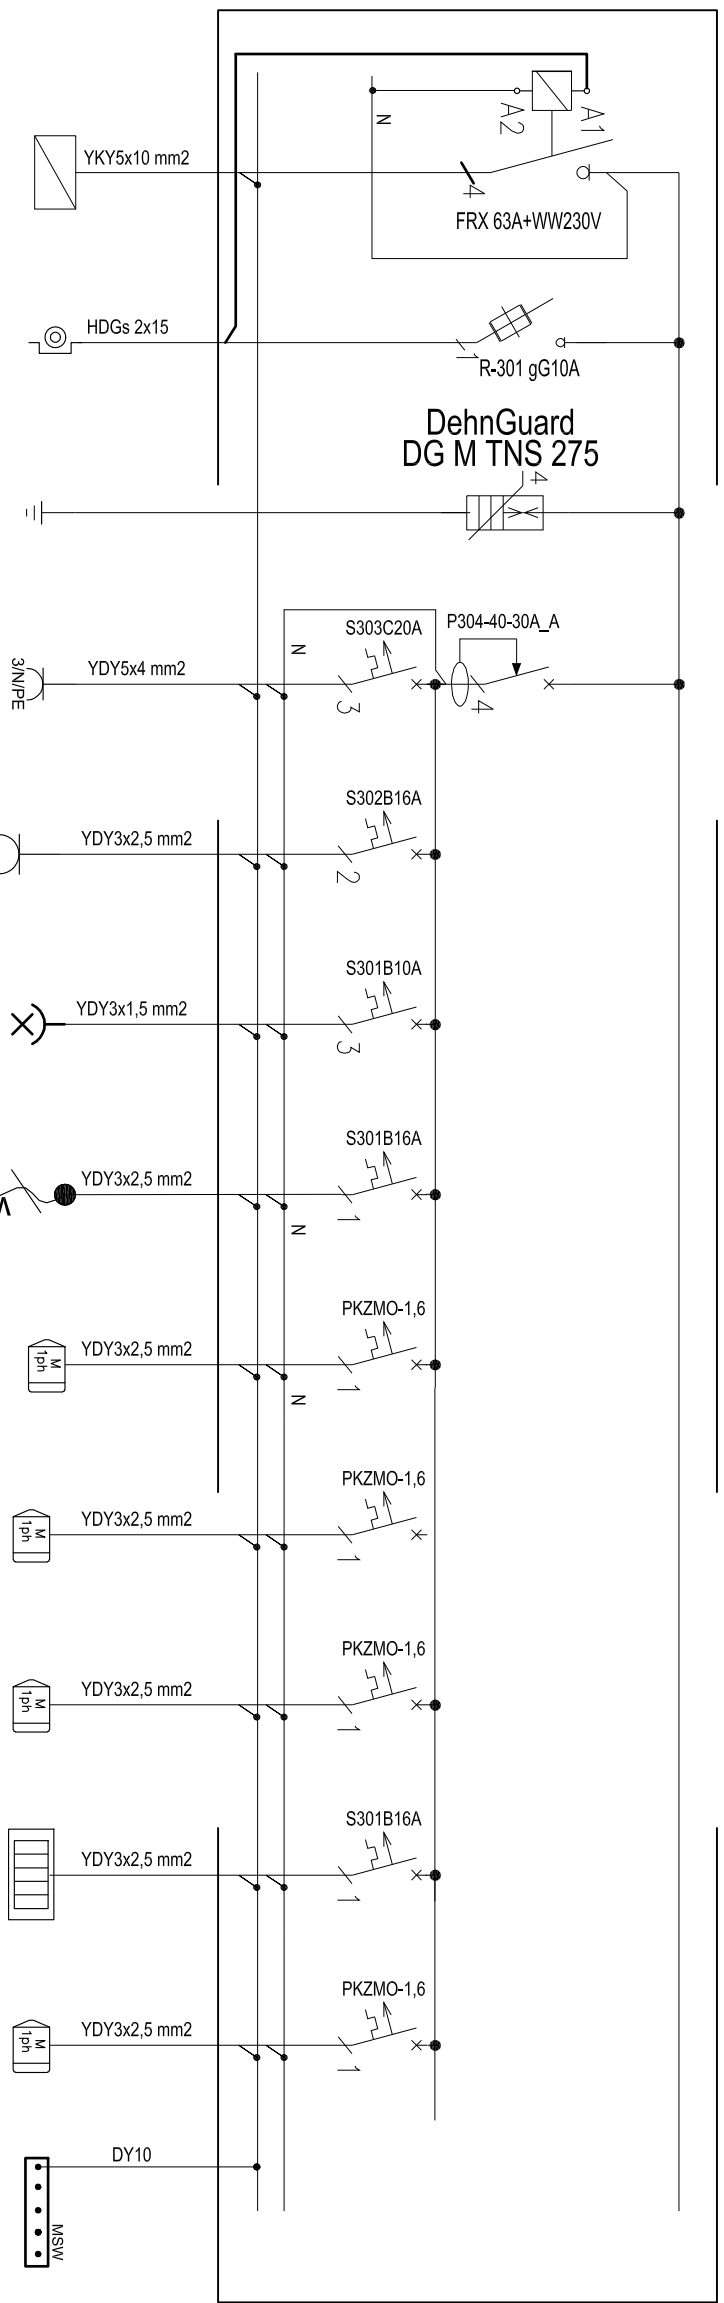 A1
A2
N
YKY5x10 mm2
4
FRX 63A+WW230V
HDGs 2x15
1
R-301 gG10A
DehnGuard
DG M TNS 275
4
P304-40-30A_A
S303C20A
N
YDY5x4 mm2
3/N/PE
3
4
S302B16A
YDY3x2,5 mm2
2
S301B10A
YDY3x1,5 mm2
3
S301B16A
YDY3x2,5 mm2
1
N
PKZMO-1,6
YDY3x2,5 mm2
M
1ph
1
N
PKZMO-1,6
YDY3x2,5 mm2
M
1ph
1
PKZMO-1,6
YDY3x2,5 mm2
M
1ph
1
S301B16A
YDY3x2,5 mm2
1
PKZMO-1,6
YDY3x2,5 mm2
M
1ph
1
DY10
MSW